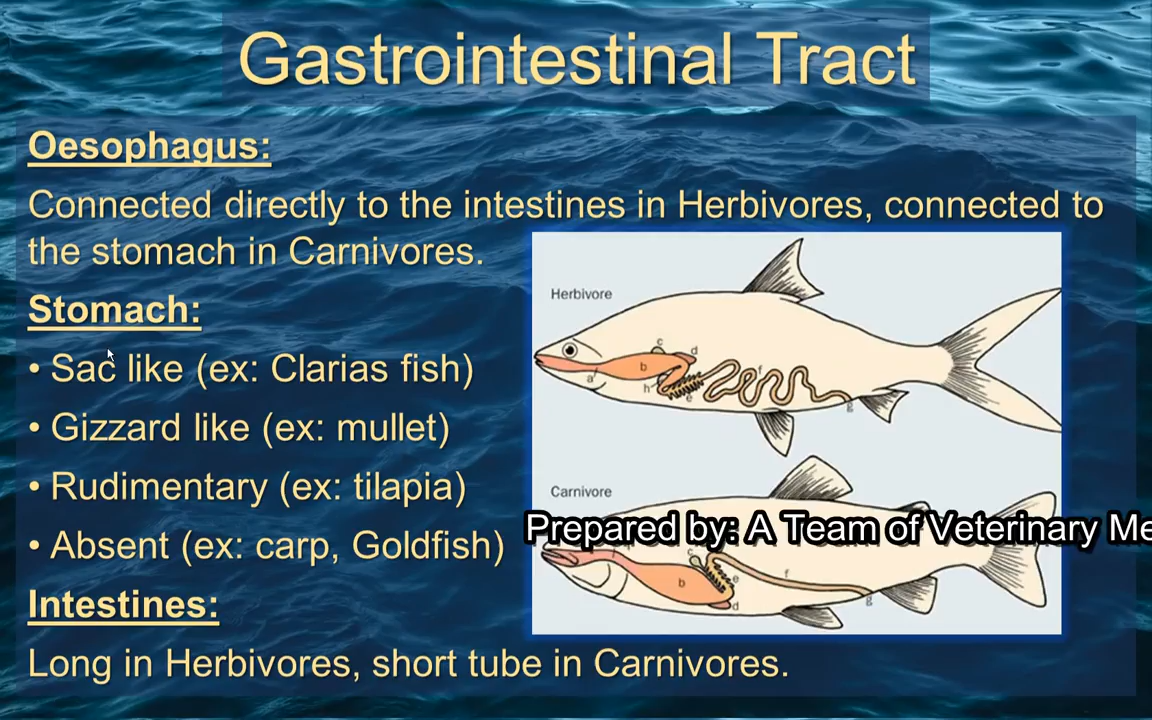 Gastrointestinal Tract
Oesophagus:
Connected directly to the intestines in Herbivores, connected to
the stomach in Carnivores.
Stomach:
• Sac like (ex: Clarias fish)
• Gizzard like (ex: mullet)
• Rudimentary (ex: tilapia)
• Absent (ex: carp, Goldfish)
Intestines:
Long in Herbivores, short tube in Carnivores.
Herbivore
a
b
c
d
e
f
g
h
Carnivore
Prepared by: A Team of Veterinary Me
b
c
d
e
f
g